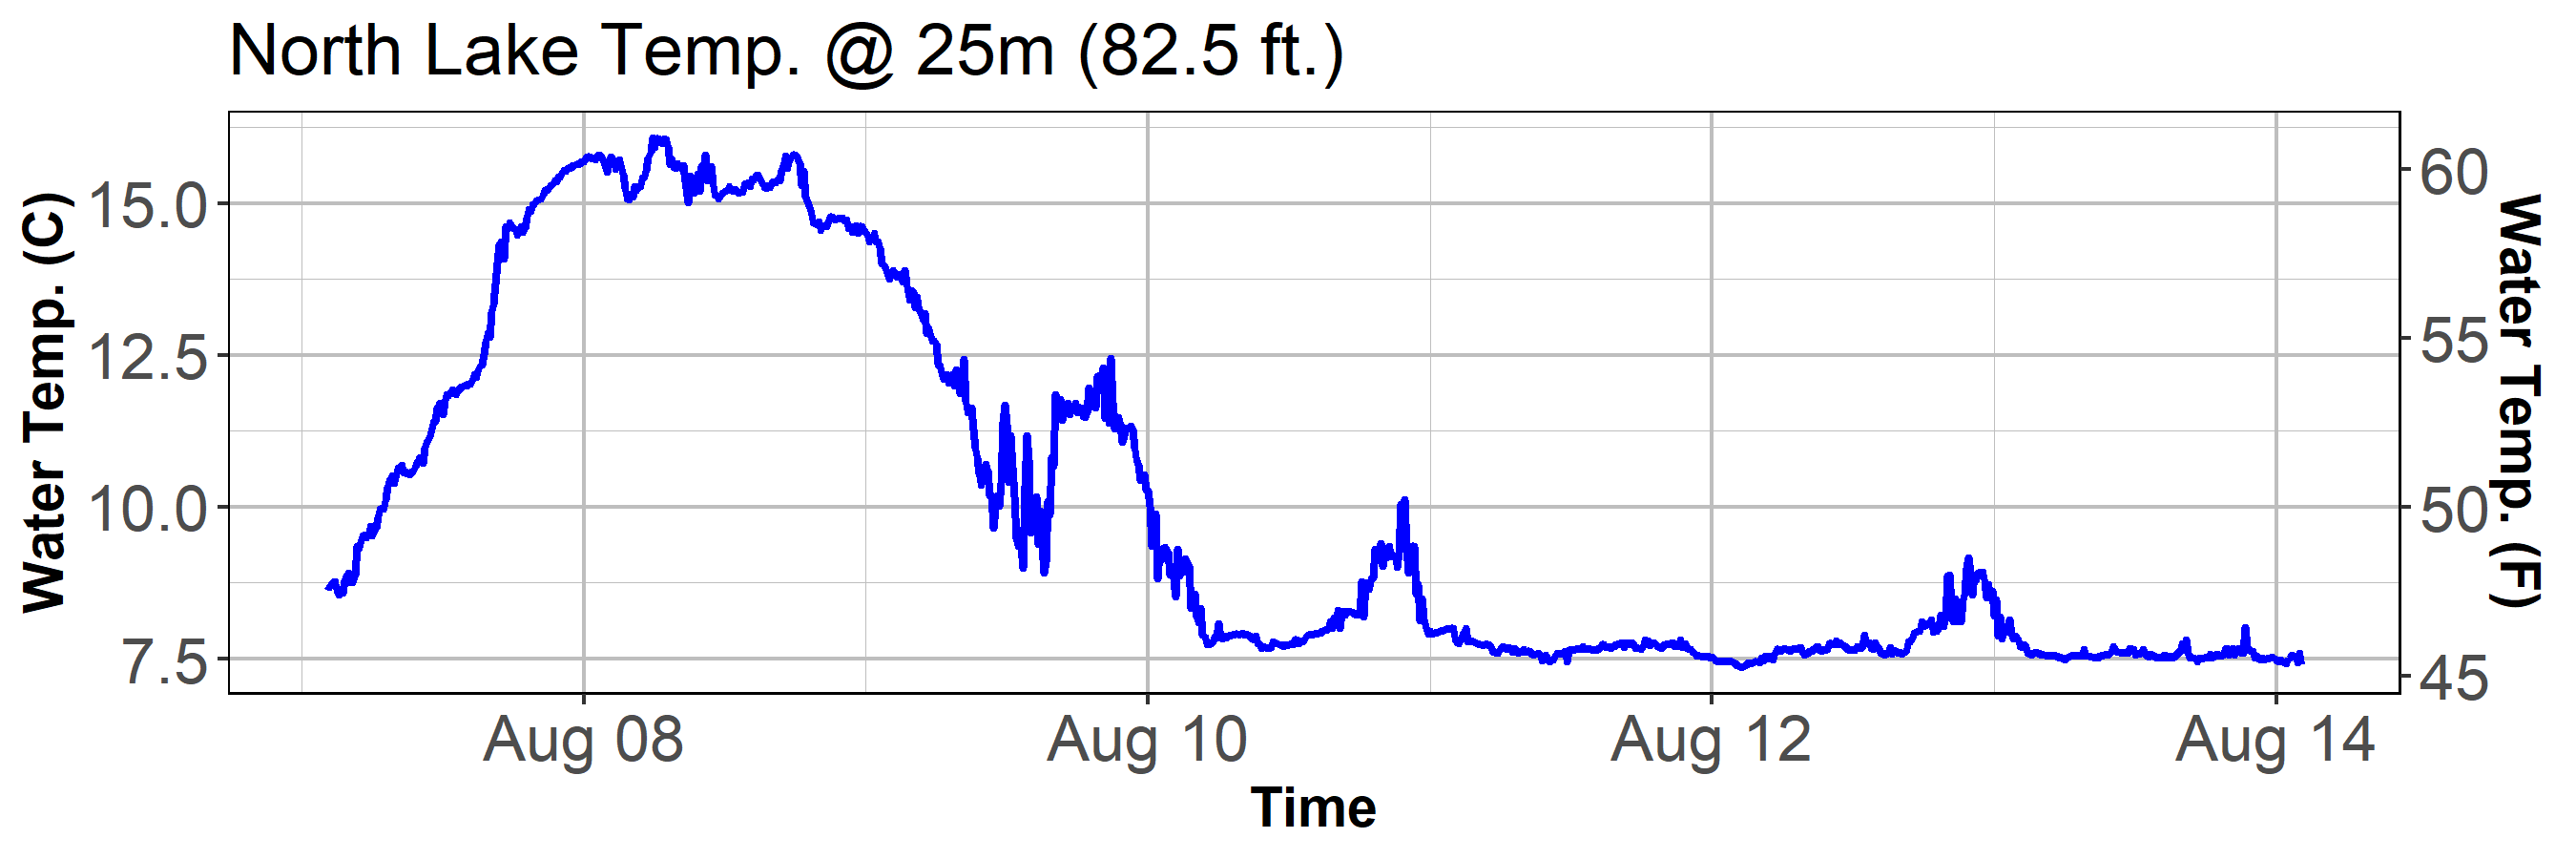 North Lake Temp. @ 25m (82.5 ft.)
Water Temp. (C)
15.0
12.5
10.0
7.5
60
55
50
45
Water Temp. (F)
Aug 08 Aug 10 Aug 12 Aug 14
Time